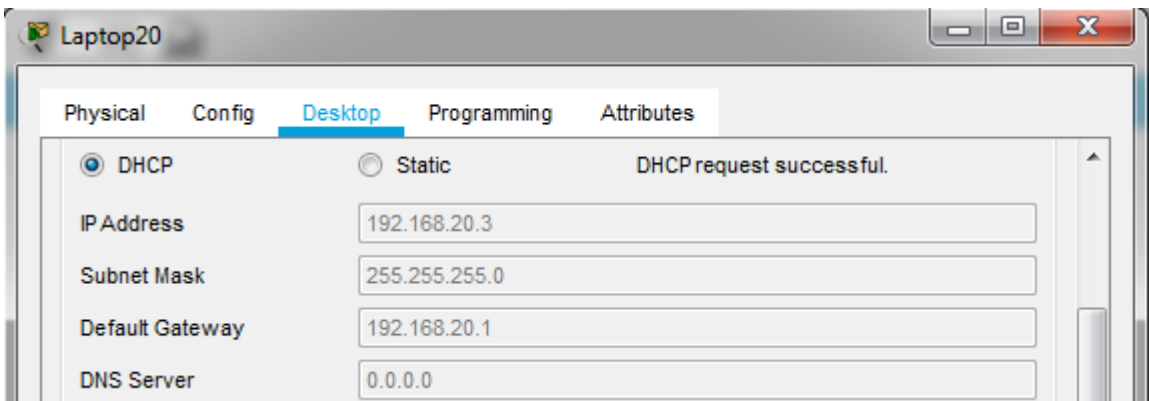 Laptop20
Physical Config Desktop Programming Attributes
DHCP Static DHCP request successful.
IP Address 192.168.20.3
Subnet Mask 255.255.255.0
Default Gateway 192.168.20.1
DNS Server 0.0.0.0